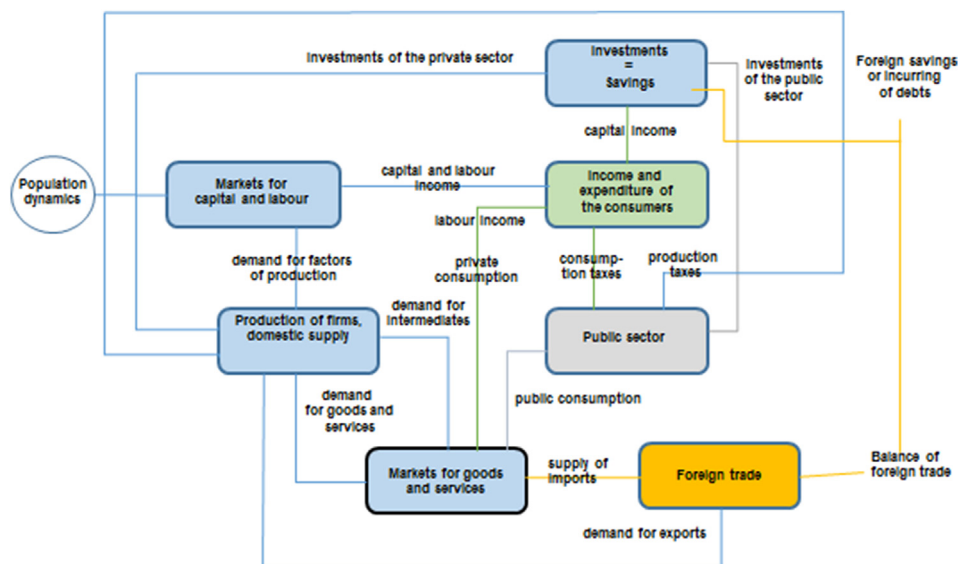 Investments of the private sector
Investments
=
Savings
Investments
of the public
sector
Foreign savings
or incurring
of debts
capital income
Population
dynamics
Markets for
capital and labour
capital and labour
income
Income and
expenditure of
the consumers
labour income
demand for factors
of production
private
consumption
consump-
tion taxes
production
taxes
demand for
intermediates
Production of firms,
domestic supply
Public sector
demand
for goods and
services
public consumption
Markets for goods
and services
supply of
imports
Foreign trade
Balance of
foreign trade
demand for exports